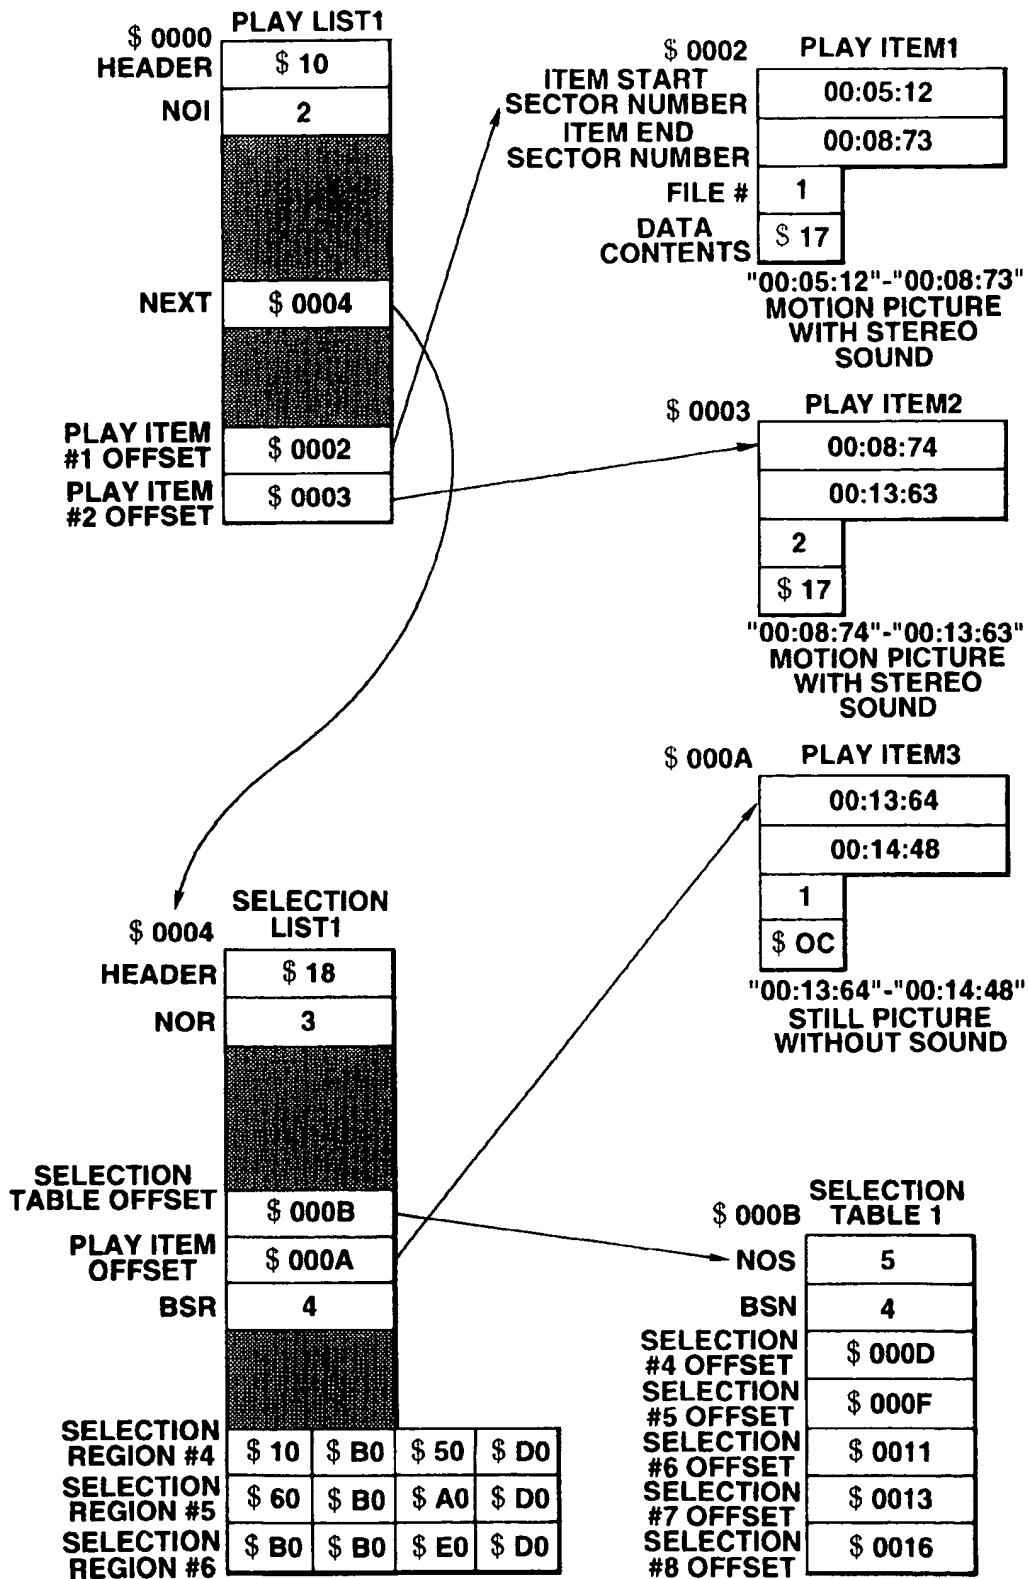 PLAY LIST1
$ 0000
HEADER
$ 10
NOI
2
NEXT
$ 0004
PLAY ITEM
#1 OFFSET
$ 0002
PLAY ITEM
#2 OFFSET
$ 0003
$ 0002
PLAY ITEM1
ITEM START
SECTOR NUMBER
00:05:12
ITEM END
SECTOR NUMBER
00:08:73
FILE #
1
DATA
CONTENTS
$ 17
"00:05:12"-"00:08:73"
MOTION PICTURE
WITH STEREO
SOUND
$ 0003
PLAY ITEM2
00:08:74
00:13:63
2
$ 17
"00:08:74"-"00:13:63"
MOTION PICTURE
WITH STEREO
SOUND
$ 000A
PLAY ITEM3
00:13:64
00:14:48
1
$ OC
"00:13:64"-"00:14:48"
STILL PICTURE
WITHOUT SOUND
$ 0004
SELECTION
LIST1
HEADER
$ 18
NOR
3
SELECTION
TABLE OFFSET
$ 000B
PLAY ITEM
OFFSET
$ 000A
BSR
4
SELECTION
REGION #4
$ 10 $ B0 $ 50 $ D0
SELECTION
REGION #5
$ 60 $ B0 $ A0 $ D0
SELECTION
REGION #6
$ B0 $ B0 $ E0 $ D0
$ 000B
SELECTION
TABLE 1
NOS
5
BSN
4
SELECTION
#4 OFFSET
$ 000D
SELECTION
#5 OFFSET
$ 000F
SELECTION
#6 OFFSET
$ 0011
SELECTION
#7 OFFSET
$ 0013
SELECTION
#8 OFFSET
$ 0016